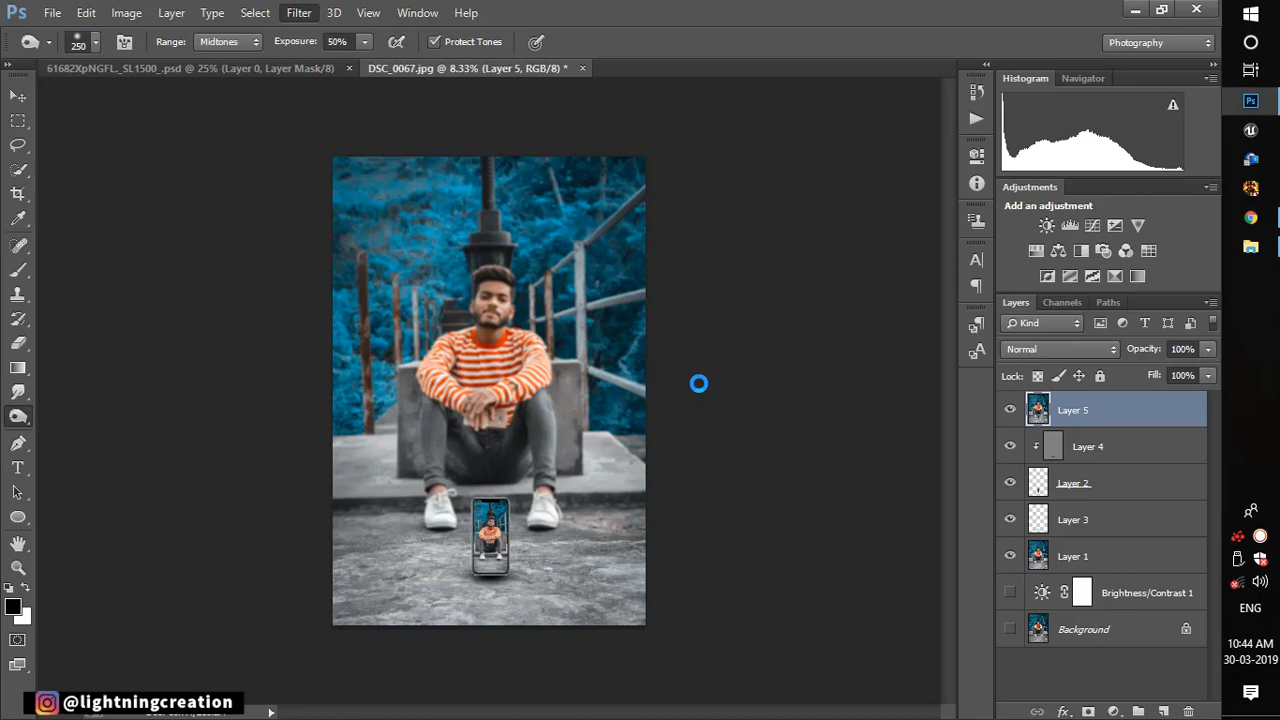 Ps File Edit Image Layer Type Select Filter 3D View Window Help
250 Range: Midtones Exposure: 50% Protect Tones Photography
61682XpNGFL._SL1500_.psd @ 25% (Layer 0, Layer Mask/8) × DSC_0067.jpg @ 8.33% (Layer 5, RGB/8) * ×
Histogram Navigator
Adjustments
Add an adjustment
Layers Channels Paths
Kind
Normal Opacity: 100%
Lock: Fill: 100%
Layer 5
Layer 4
Layer 2
Layer 3
Layer 1
Brightness/Contrast 1
Background
ENG
10:44 AM
30-03-2019
@lightningcreation